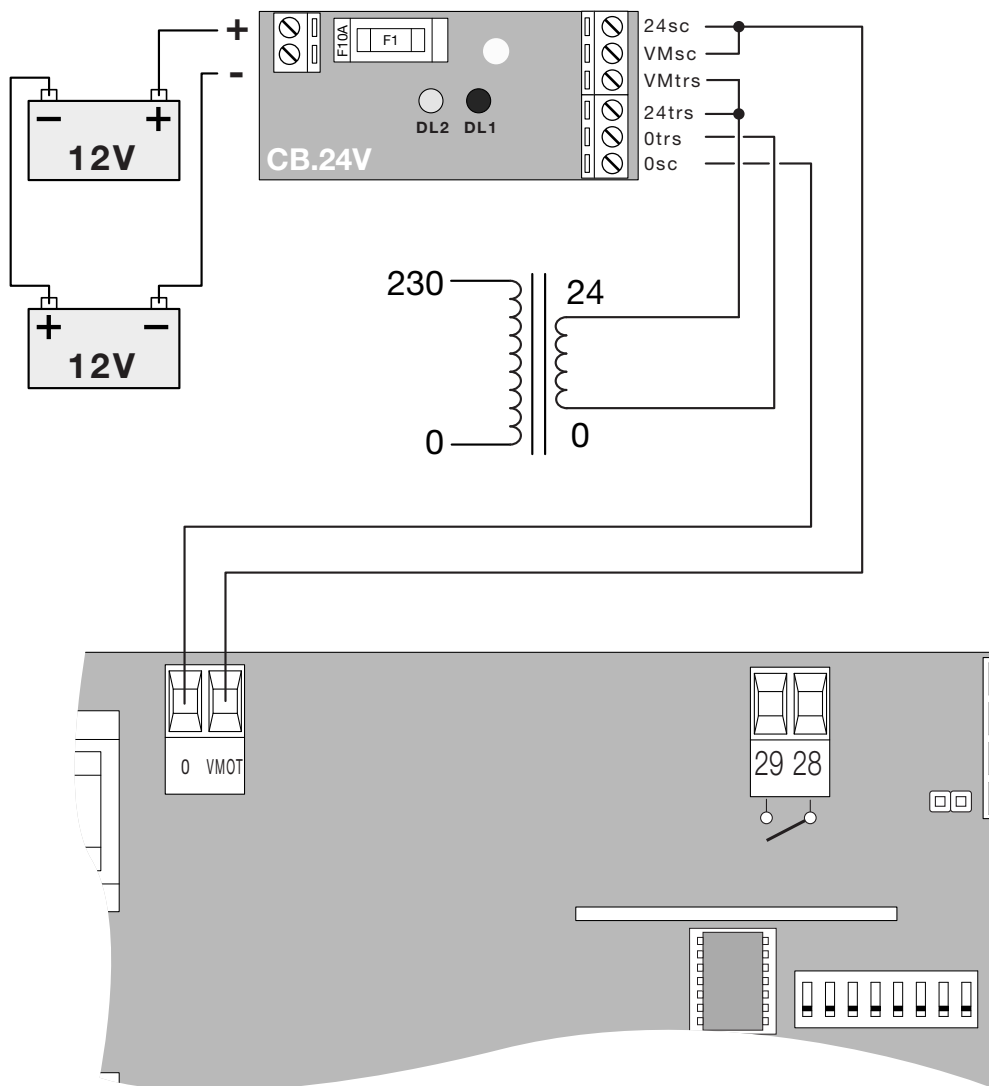 +
-
F10A
F1
DL2 DL1
CB.24V
24sc
VMsc
VMtrs
24trs
0trs
0sc
− +
12V
+ −
12V
230
24
0
0
0 VMOT
29 28